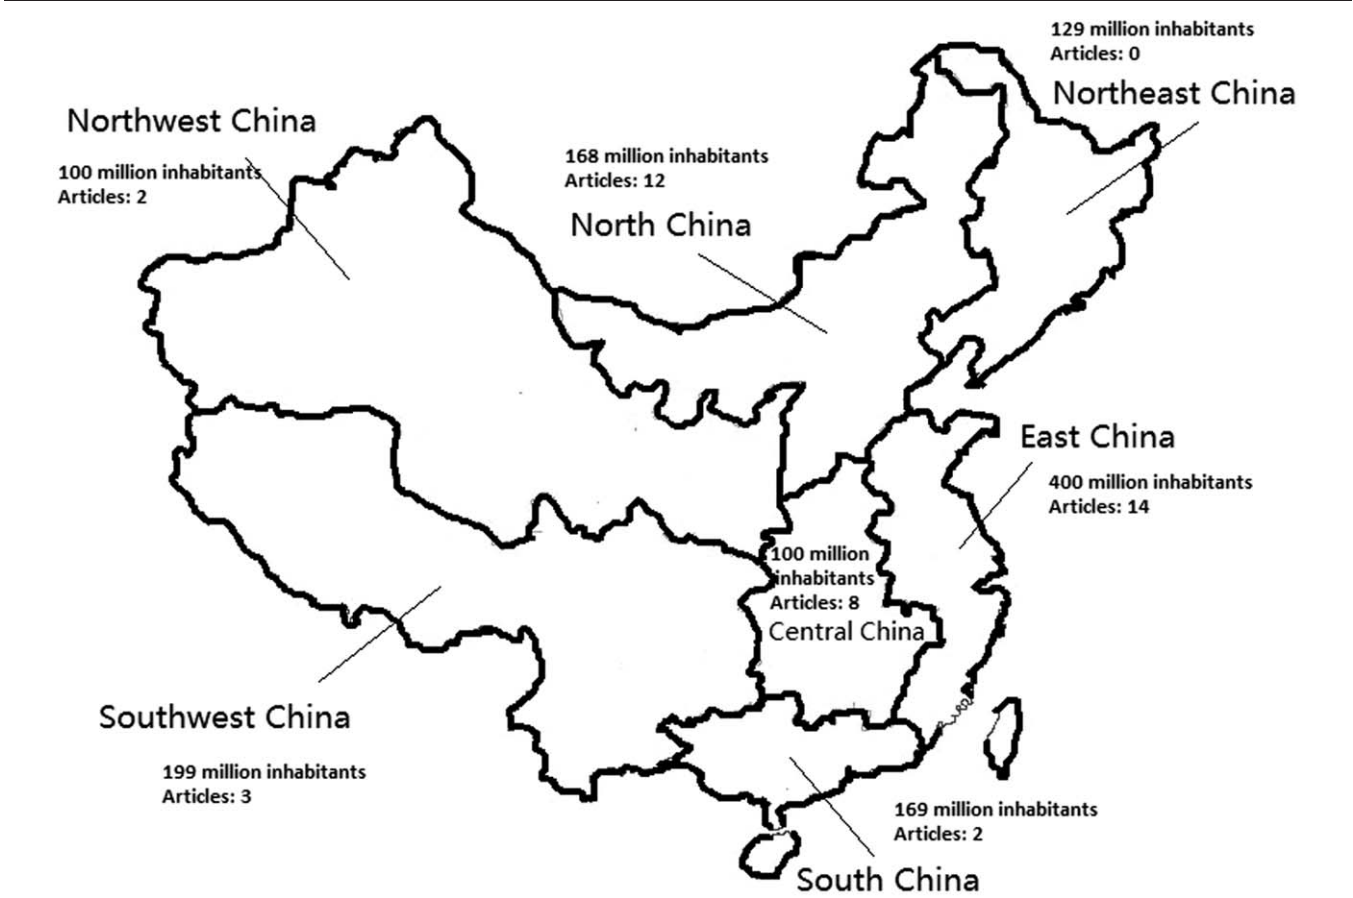 129 million inhabitants
Articles: 0
Northeast China
Northwest China
100 million inhabitants
Articles: 2
168 million inhabitants
Articles: 12
North China
East China
400 million inhabitants
Articles: 14
100 million
inhabitants
Articles: 8
Central China
Southwest China
199 million inhabitants
Articles: 3
169 million inhabitants
Articles: 2
South China